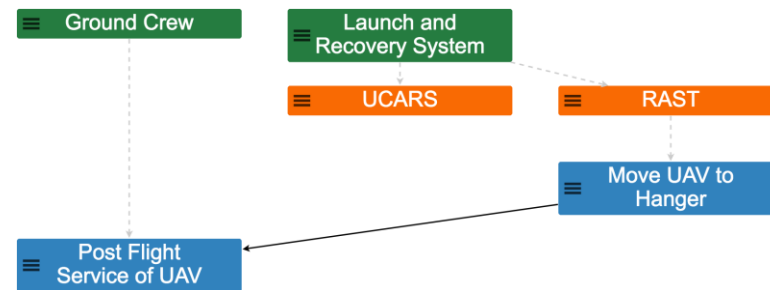 Ground Crew
Launch and
Recovery System
UCARS
RAST
Move UAV to
Hanger
Post Flight
Service of UAV